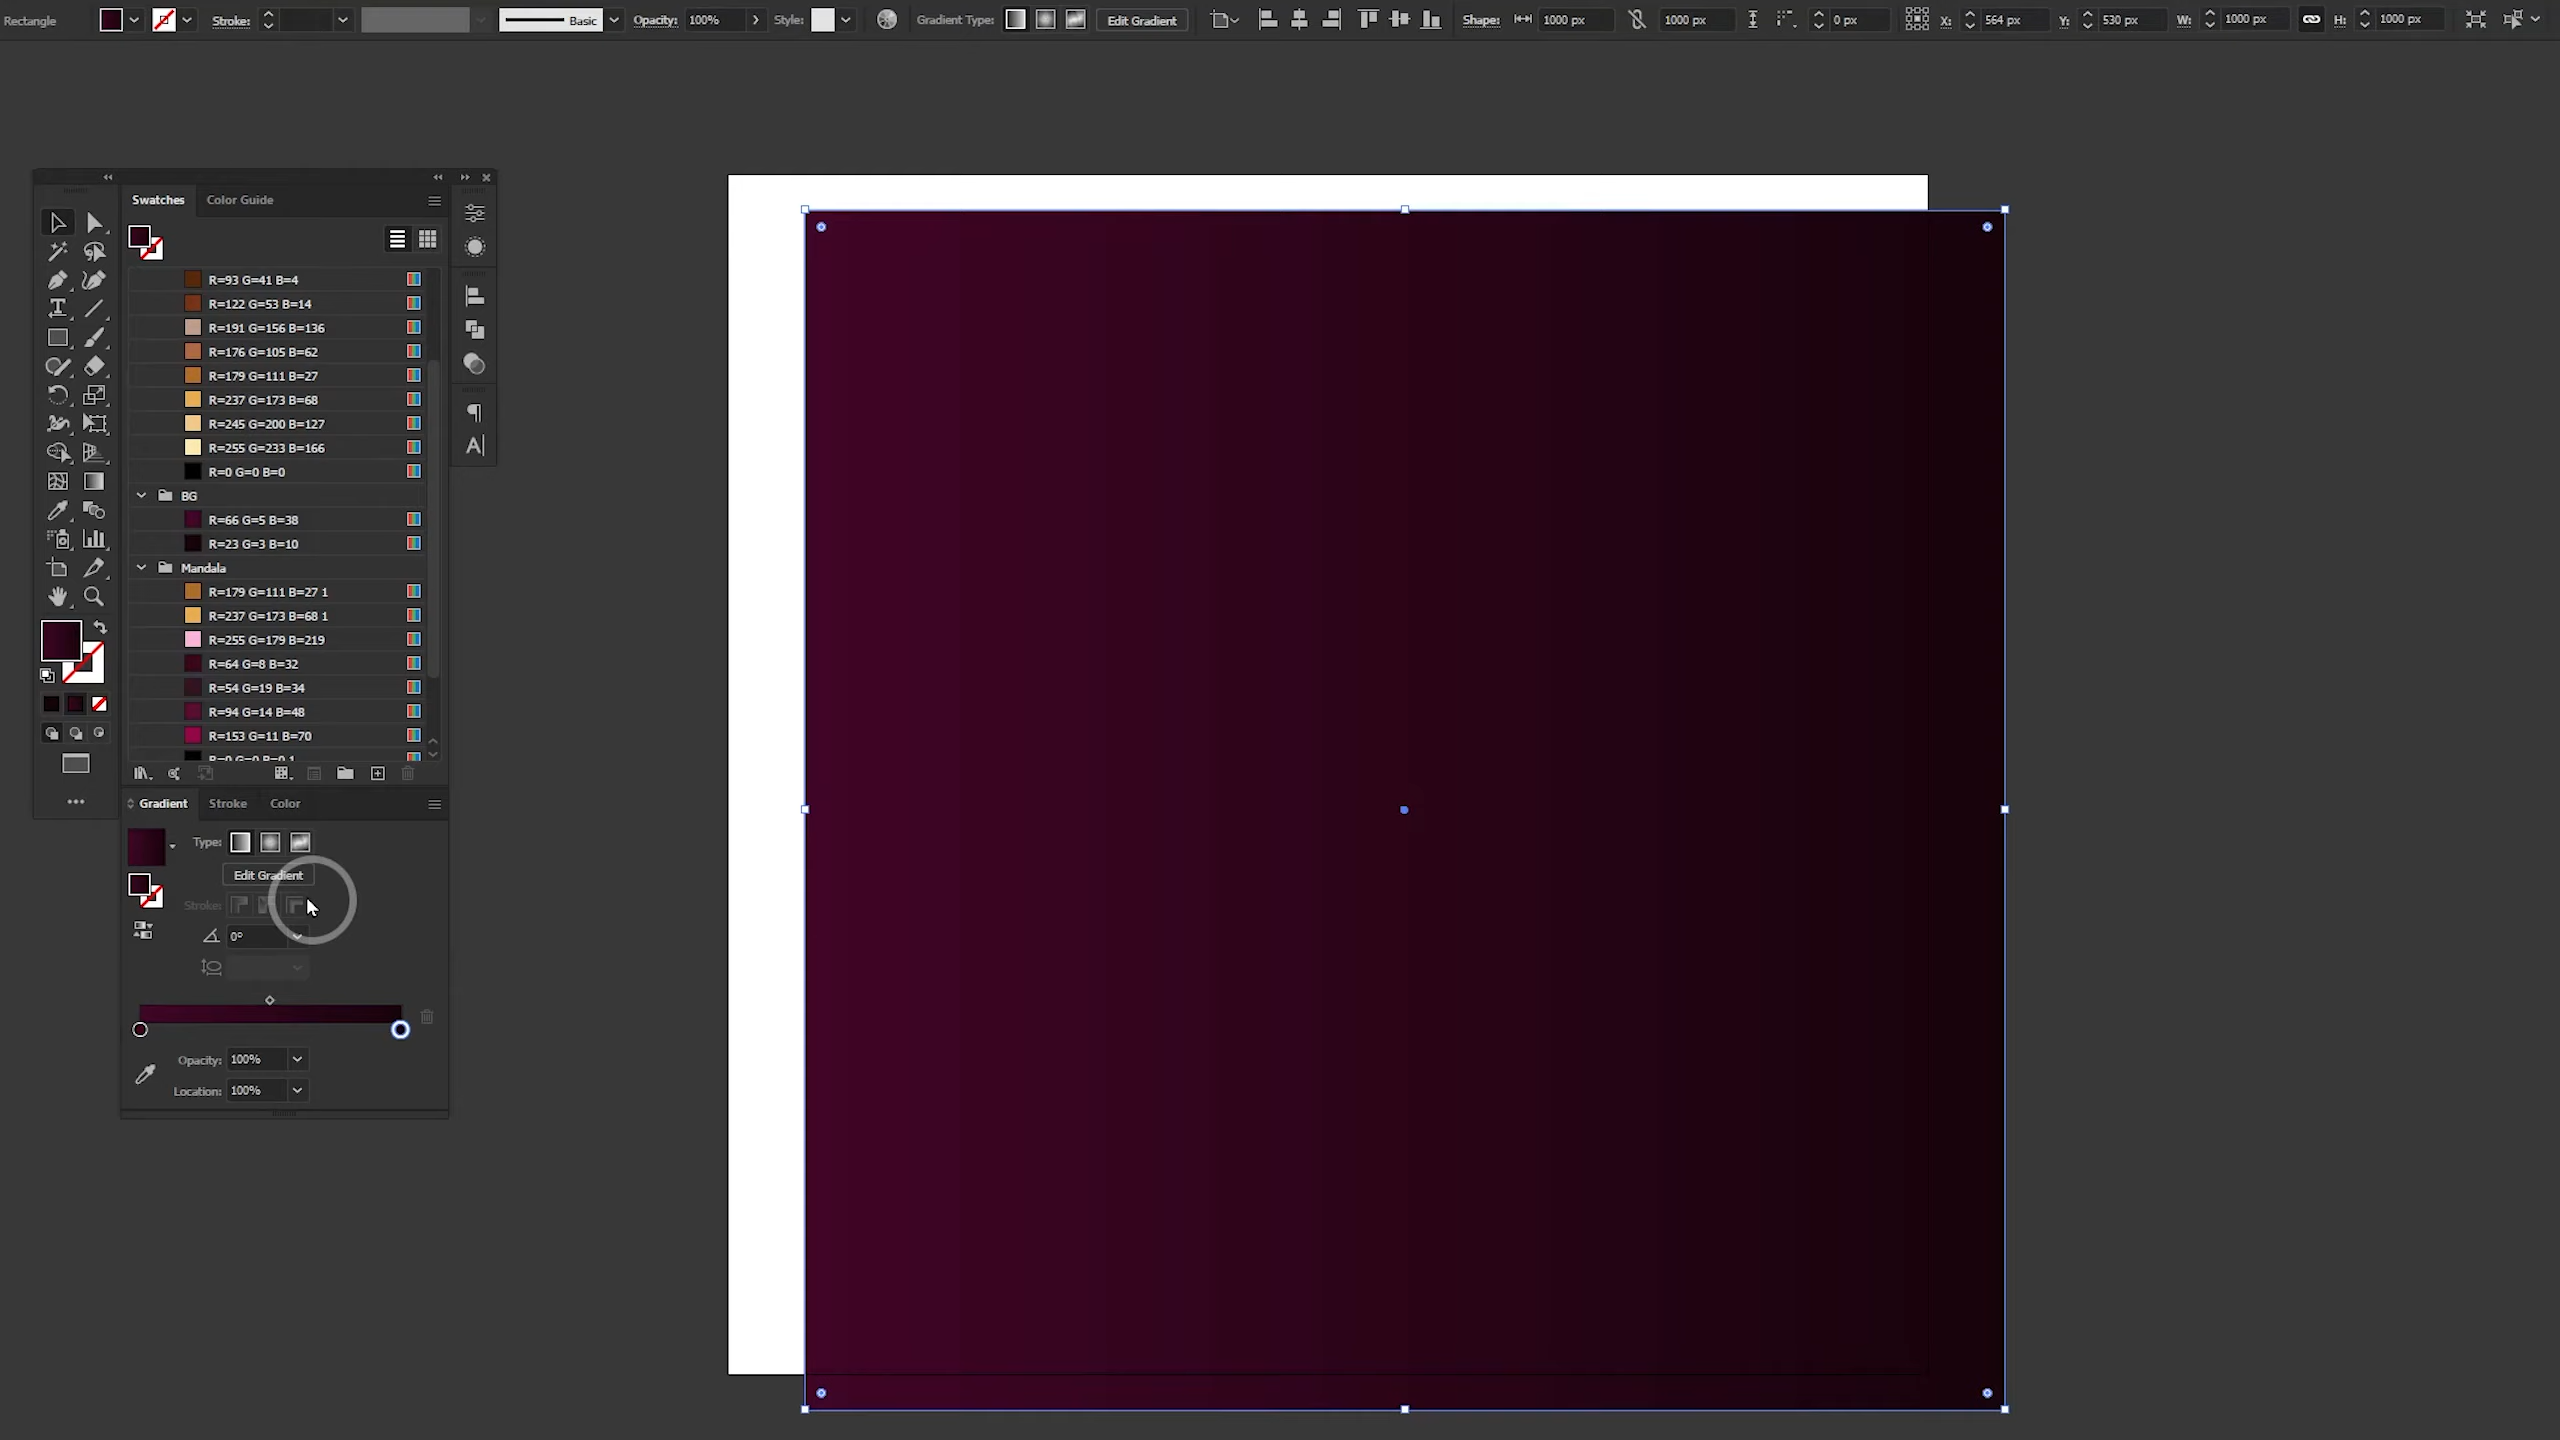 Rectangle Stroke: Basic Opacity: 100% Style: Gradient Type: Edit Gradient Shape: 1000 px 1000 px 0 px X: 564 px Y: 530 px W: 1000 px H: 1000 px
Swatches Color Guide
R=93 G=41 B=4
R=122 G=53 B=14
R=191 G=156 B=136
R=176 G=105 B=62
R=179 G=111 B=27
R=237 G=173 B=68
R=245 G=200 B=127
R=255 G=233 B=166
R=0 G=0 B=0
BG
R=66 G=5 B=38
R=23 G=3 B=10
Mandala
R=179 G=111 B=27 1
R=237 G=173 B=68 1
R=255 G=179 B=219
R=64 G=8 B=32
R=54 G=19 B=34
R=94 G=14 B=48
R=153 G=11 B=70
R=0 G=0 B=0 1
Gradient Stroke Color
Type:
Edit Gradient
Stroke:
0°
Opacity: 100%
Location: 100%